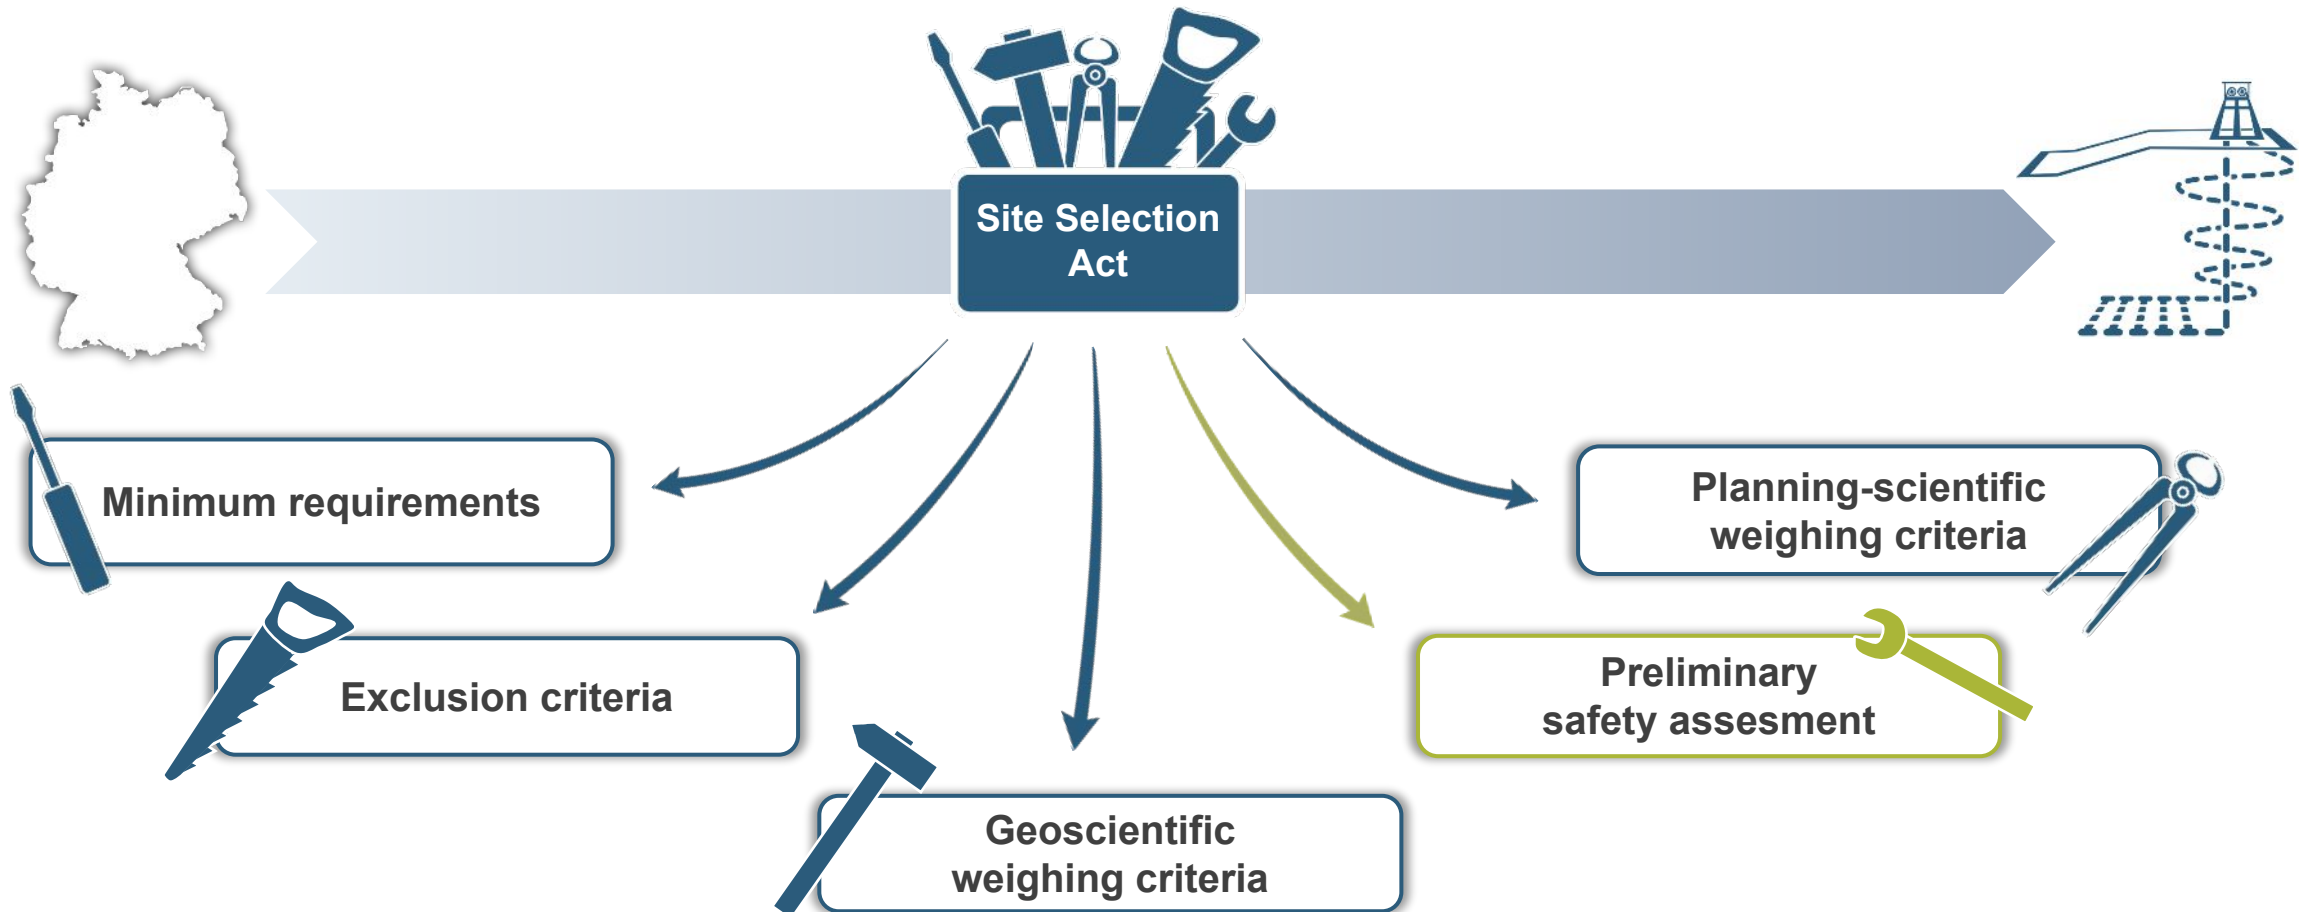 Site Selection
Act
Minimum requirements
Exclusion criteria
Geoscientific
weighing criteria
Preliminary
safety assesment
Planning-scientific
weighing criteria